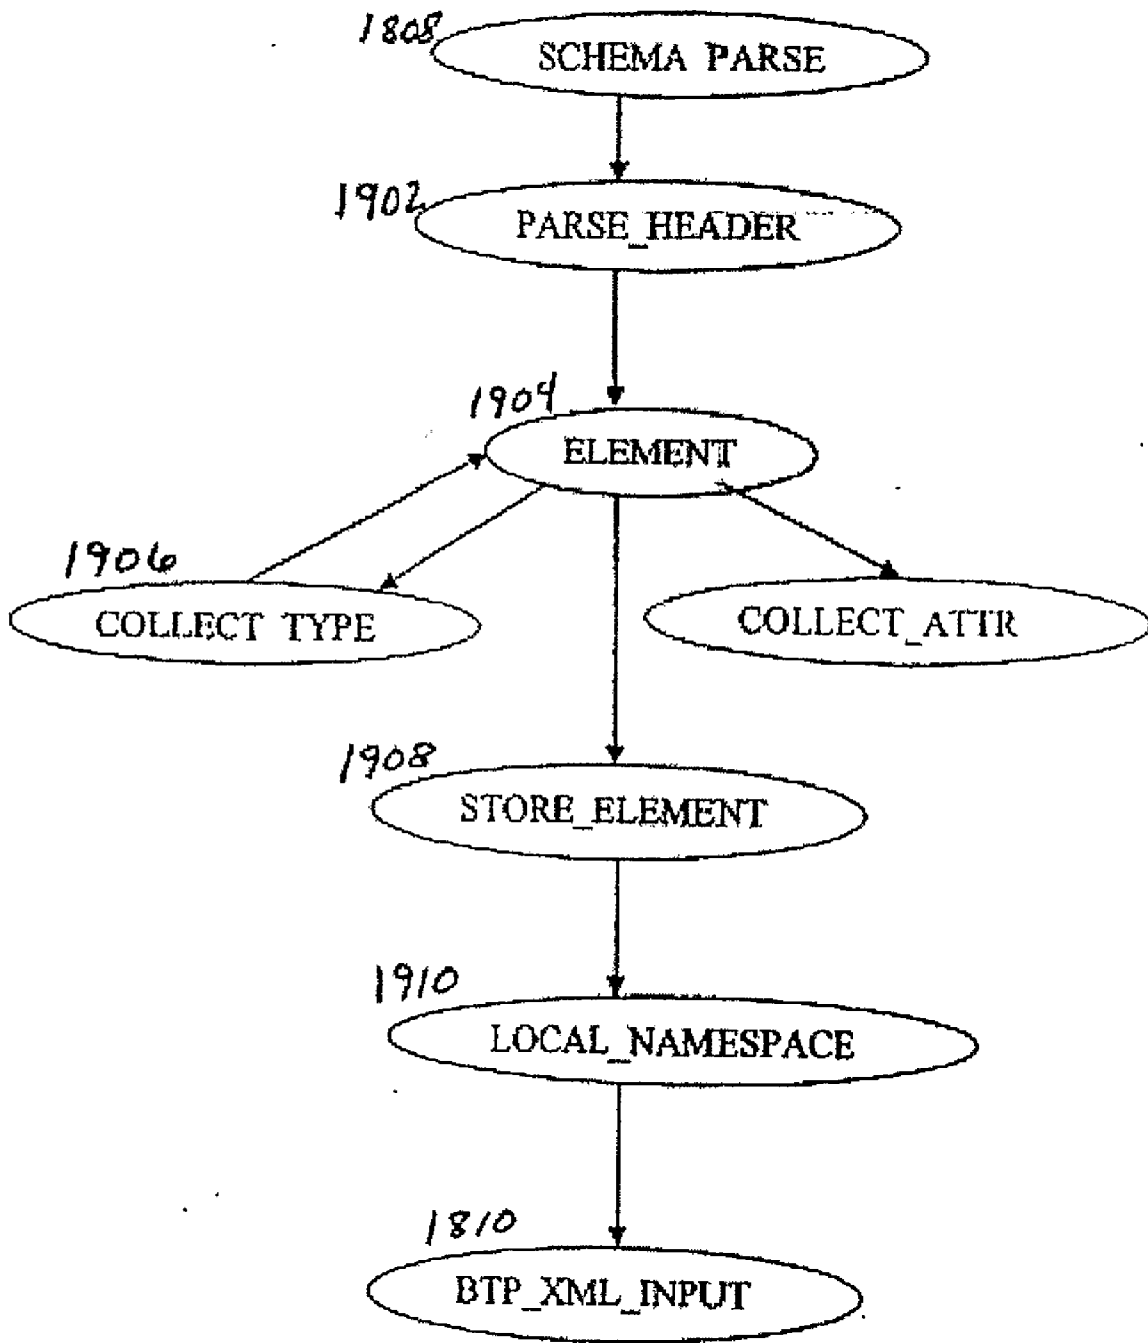 1808
SCHEMA PARSE
1902
PARSE_HEADER
1904
ELEMENT
1906
COLLECT TYPE
COLLECT_ATTR
1908
STORE_ELEMENT
1910
LOCAL_NAMESPACE
1810
BTP_XML_INPUT